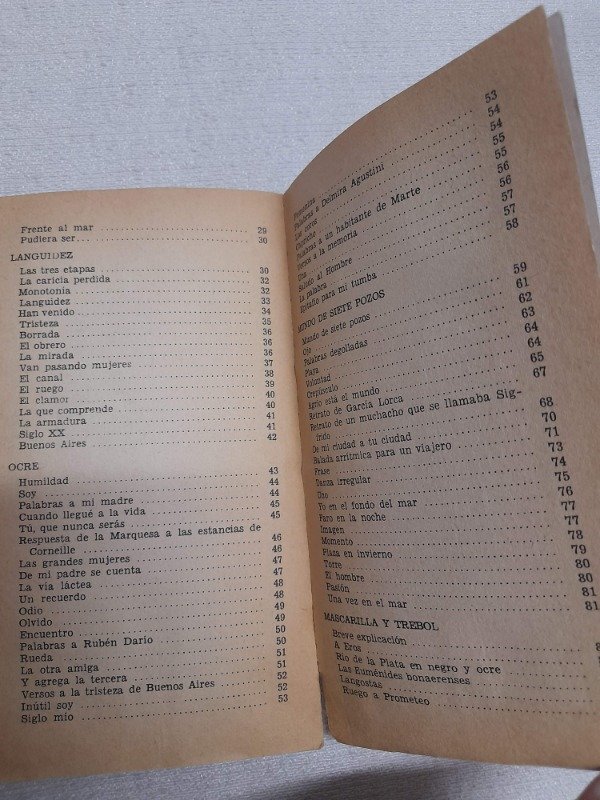 Frente al mar 29
Pudiera ser 30
LANGUIDEZ
Las tres etapas 30
La caricia perdida 32
Monotonía 32
Languidez 33
Han venido 34
Tristeza 35
Borrada 36
El obrero 36
La mirada 36
Van pasando mujeres 37
El canal 38
El ruego 39
El clamor 40
La que comprende 40
La armadura 41
Siglo XX 41
Buenos Aires 42
OCRE
Humildad 43
Soy 44
Palabras a mi madre 44
Cuando llegué a la vida 45
Tú, que nunca serás 45
Respuesta de la Marquesa a las estancias de
Corneille 46
Las grandes mujeres 46
De mi padre se cuenta 47
La vía láctea 47
Un recuerdo 48
Odio 48
Olvido 49
Encuentro 49
Palabras a Rubén Darío 50
Rueda 50
La otra amiga 51
Y agrega la tercera 51
Versos a la tristeza de Buenos Aires 52
Inútil soy 52
Siglo mío 53
53
Palabras a Delmira Agustini 54
Los coros 54
55
Palabras a un habitante de Marte 55
Versos a la memoria 56
Una 56
Saludo al Hombre 57
La palabra 57
Epitafio para mi tumba 58
MUNDO DE SIETE POZOS
Mundo de siete pozos 59
Ojo 61
Palabras degolladas 62
Playa 63
Voluntad 64
Crepúsculo 64
Agrio está el mundo 65
Retrato de García Lorca 67
Retrato de un muchacho que se llamaba Sig-
frido 68
De mi ciudad a tu ciudad 70
Balada arrítmica para un viajero 71
Frase 73
Danza irregular 74
Uno 75
Yo en el fondo del mar 76
Faro en la noche 77
Imagen 77
Momento 78
Plaza en invierno 79
Torre 80
El hombre 80
Pasión 81
Una vez en el mar 81
MASCARILLA Y TREBOL
Breve explicación
A Eros
Río de la Plata en negro y ocre
Las Euménides bonaerenses
Langostas
Ruego a Prometeo